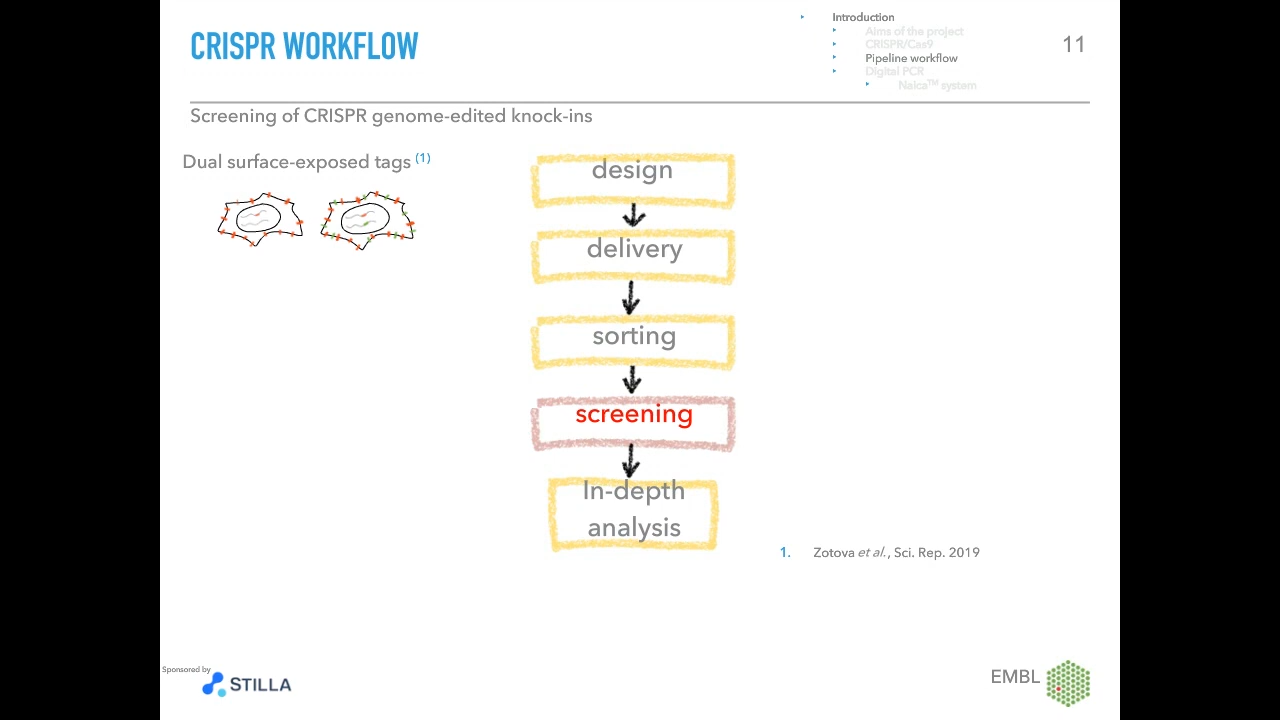 CRISPR WORKFLOW
Introduction
Aims of the project
CRISPR/Cas9
Pipeline workflow
Digital PCR
Naica™ system
11
Screening of CRISPR genome-edited knock-ins
Dual surface-exposed tags (1)
design
delivery
sorting
screening
In-depth
analysis
1. Zotova et al., Sci. Rep. 2019
Sponsored by
STILLA
EMBL